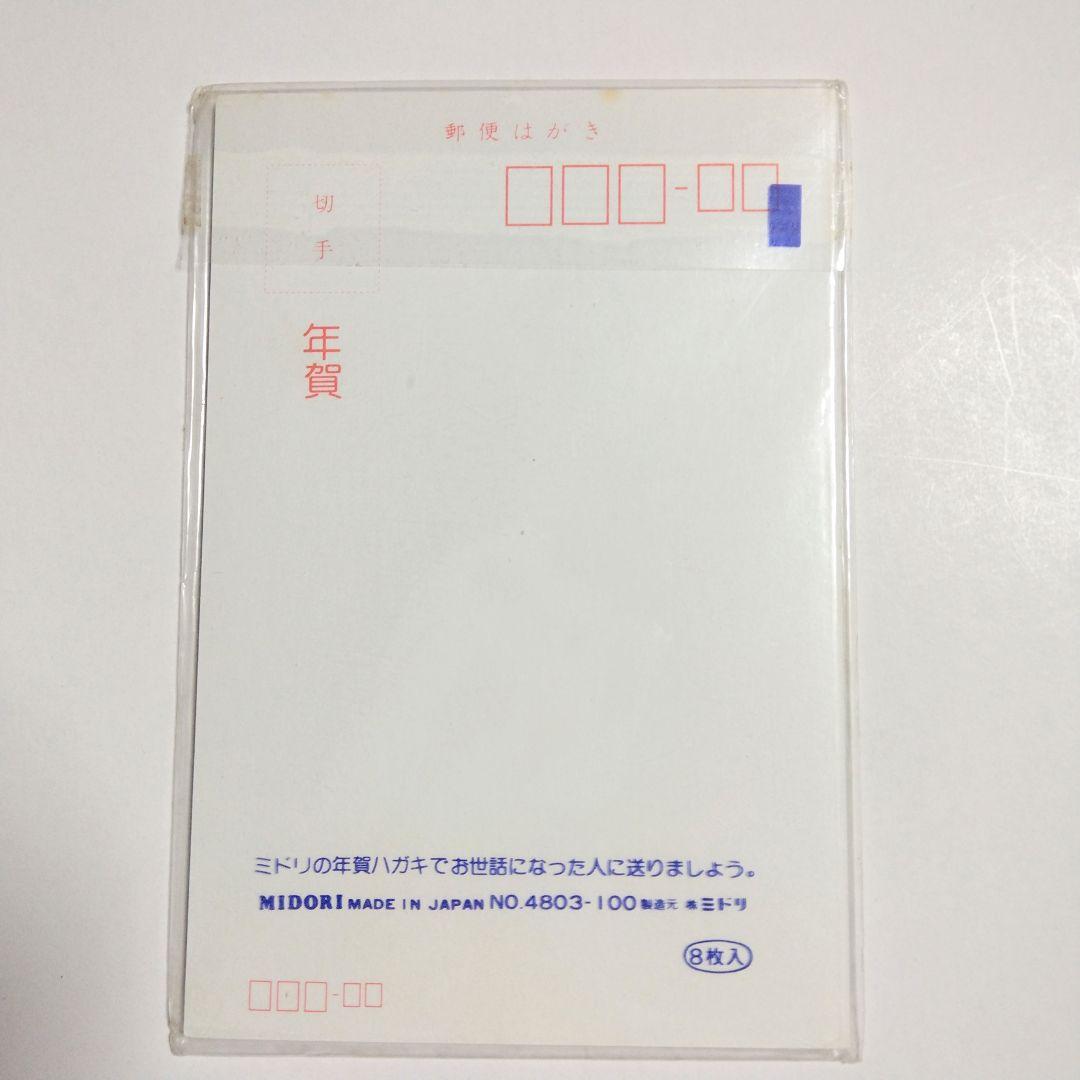 郵便はがき
切手
年賀
ミドリの年賀ハガキでお世話になった人に送りましょう。
MIDORI MADE IN JAPAN NO.4803-100 製造元 ㈱ミドリ
8枚入